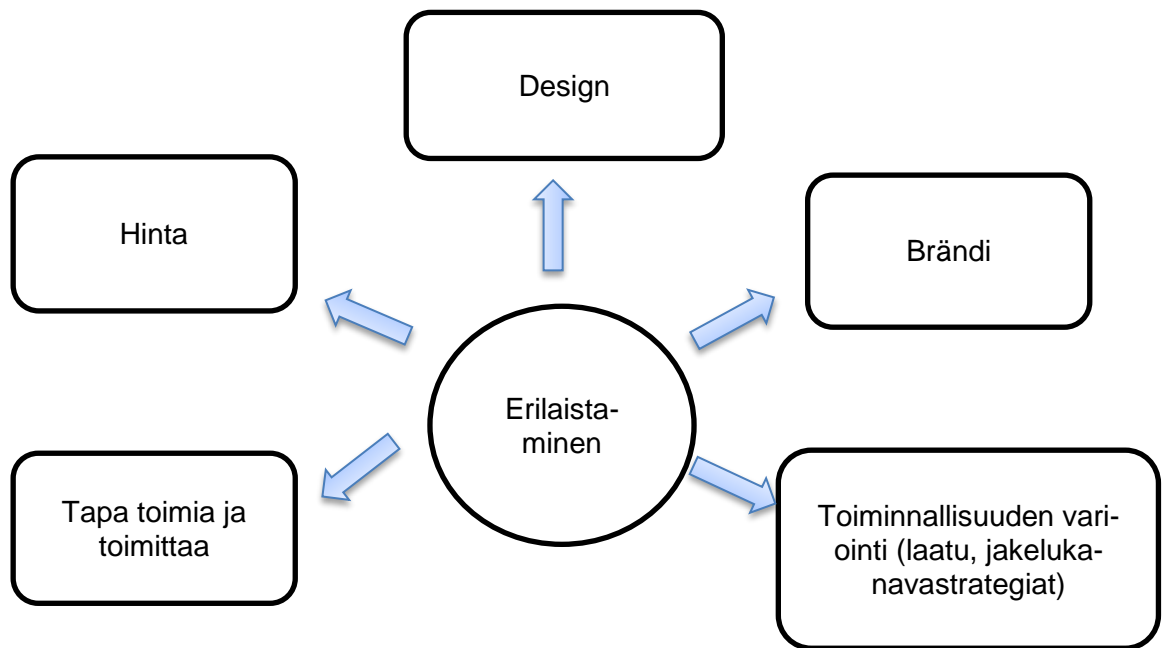 Design
Hinta
Brändi
Erilaista-
minen
Tapa toimia ja
toimittaa
Toiminnallisuuden vari-
ointi (laatu, jakeluka-
navastrategiat)